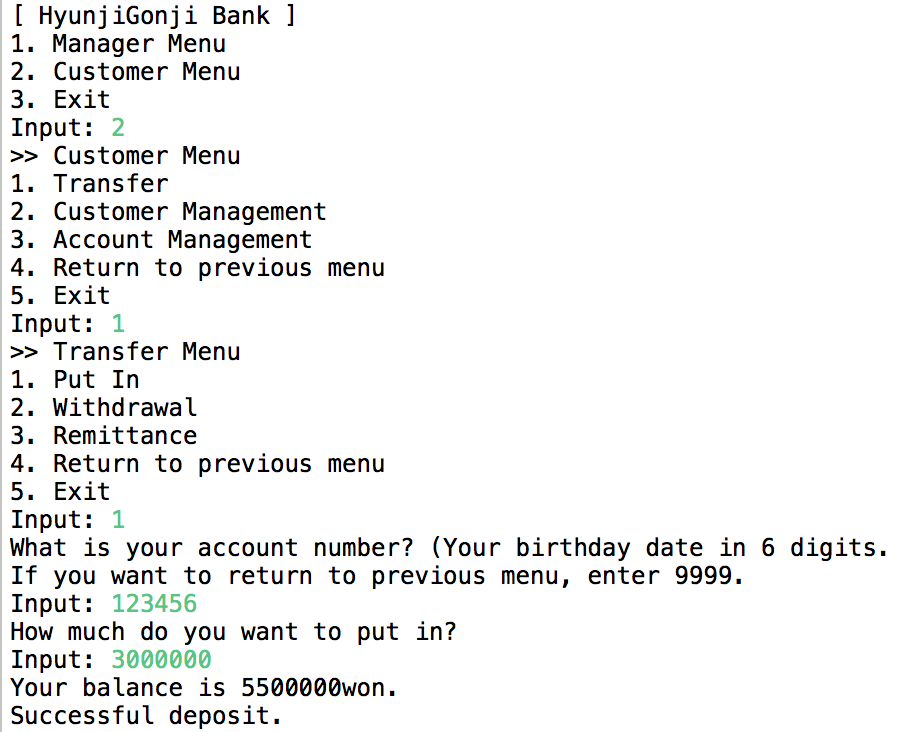 [ HyunjiGonji Bank ]
1. Manager Menu
2. Customer Menu
3. Exit
Input: 2
>> Customer Menu
1. Transfer
2. Customer Management
3. Account Management
4. Return to previous menu
5. Exit
Input: 1
>> Transfer Menu
1. Put In
2. Withdrawal
3. Remittance
4. Return to previous menu
5. Exit
Input: 1
What is your account number? (Your birthday date in 6 digits.
If you want to return to previous menu, enter 9999.
Input: 123456
How much do you want to put in?
Input: 3000000
Your balance is 5500000won.
Successful deposit.